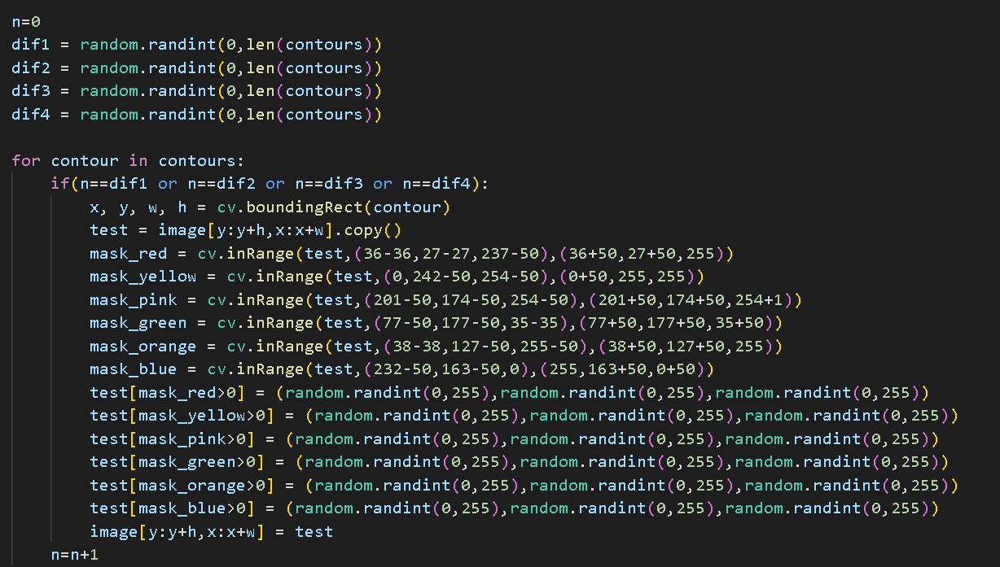 n=0
dif1 = random.randint(0,len(contours))
dif2 = random.randint(0,len(contours))
dif3 = random.randint(0,len(contours))
dif4 = random.randint(0,len(contours))

for contour in contours:
    if(n==dif1 or n==dif2 or n==dif3 or n==dif4):
        x, y, w, h = cv.boundingRect(contour)
        test = image[y:y+h,x:x+w].copy()
        mask_red = cv.inRange(test,(36-36,27-27,237-50),(36+50,27+50,255))
        mask_yellow = cv.inRange(test,(0,242-50,254-50),(0+50,255,255))
        mask_pink = cv.inRange(test,(201-50,174-50,254-50),(201+50,174+50,254+1))
        mask_green = cv.inRange(test,(77-50,177-50,35-35),(77+50,177+50,35+50))
        mask_orange = cv.inRange(test,(38-38,127-50,255-50),(38+50,127+50,255))
        mask_blue = cv.inRange(test,(232-50,163-50,0),(255,163+50,0+50))
        test[mask_red>0] = (random.randint(0,255),random.randint(0,255),random.randint(0,255))
        test[mask_yellow>0] = (random.randint(0,255),random.randint(0,255),random.randint(0,255))
        test[mask_pink>0] = (random.randint(0,255),random.randint(0,255),random.randint(0,255))
        test[mask_green>0] = (random.randint(0,255),random.randint(0,255),random.randint(0,255))
        test[mask_orange>0] = (random.randint(0,255),random.randint(0,255),random.randint(0,255))
        test[mask_blue>0] = (random.randint(0,255),random.randint(0,255),random.randint(0,255))
        image[y:y+h,x:x+w] = test
    n=n+1